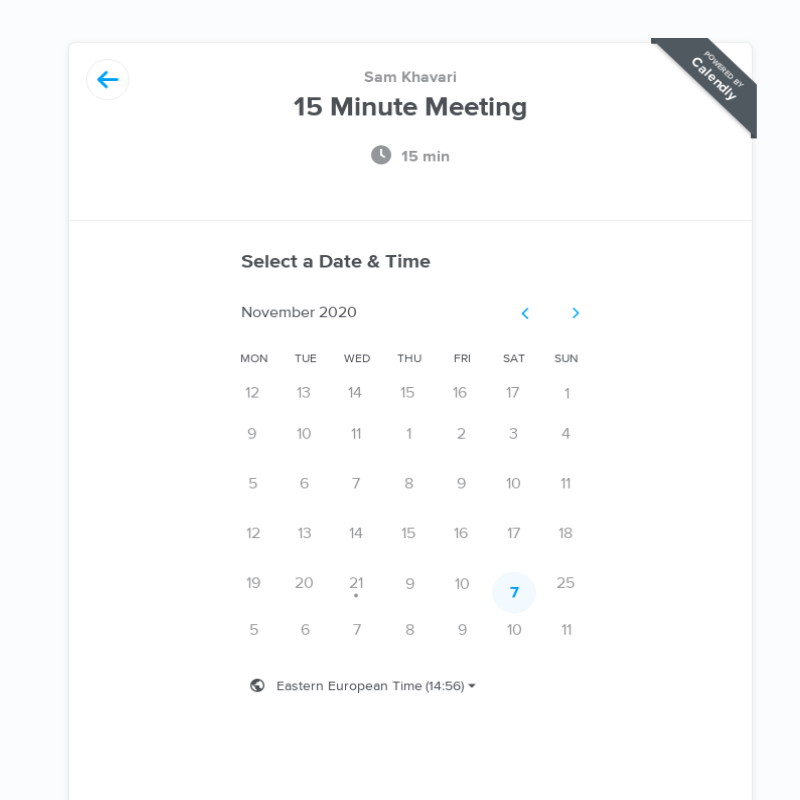 Sam Khavari
POWERED BY
Calendly
15 Minute Meeting
15 min
Select a Date & Time
November 2020
MON TUE WED THU FRI SAT SUN
12 13 14 15 16 17 1
9 10 11 1 2 3 4
5 6 7 8 9 10 11
12 13 14 15 16 17 18
19 20 21 9 10 7 25
5 6 7 8 9 10 11
Eastern European Time (14:56)